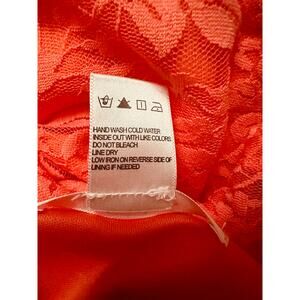 HAND WASH COLD WATER
INSIDE OUT WITH LIKE COLORS
DO NOT BLEACH
LINE DRY
LOW IRON ON REVERSE SIDE OF
LINING IF NEEDED